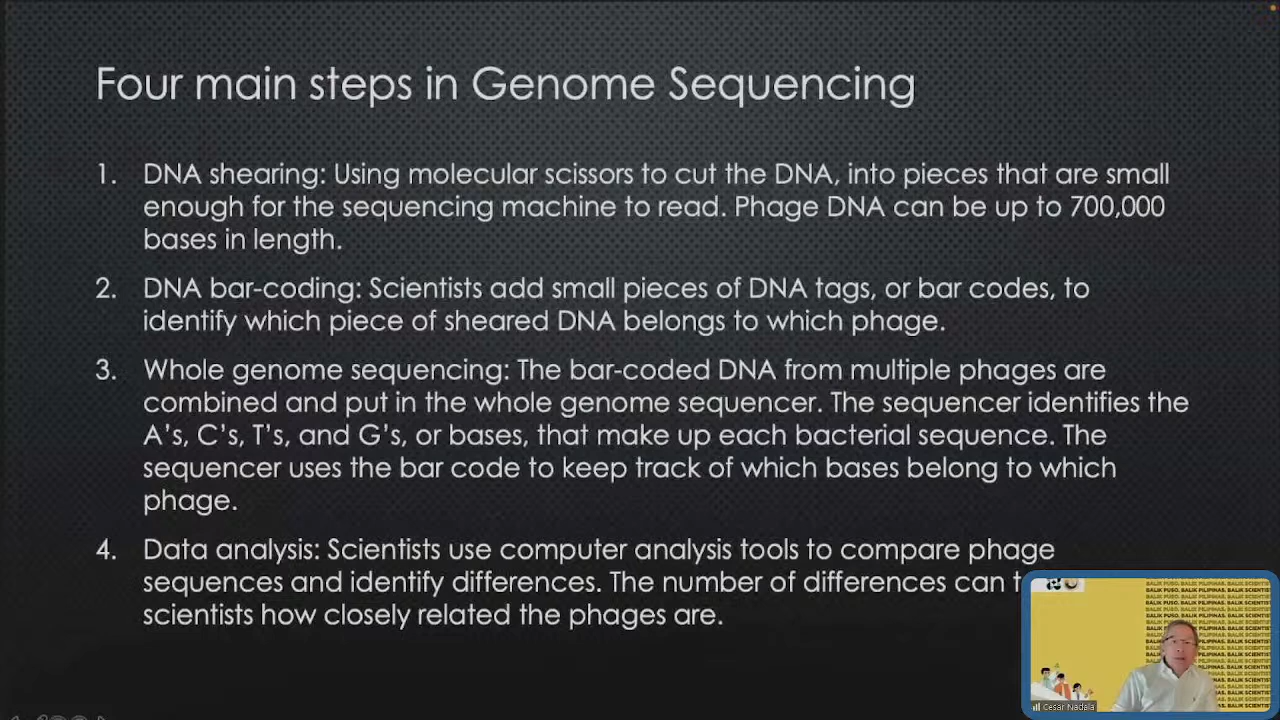 Four main steps in Genome Sequencing
1. DNA shearing: Using molecular scissors to cut the DNA, into pieces that are small
enough for the sequencing machine to read. Phage DNA can be up to 700,000
bases in length.
2. DNA bar-coding: Scientists add small pieces of DNA tags, or bar codes, to
identify which piece of sheared DNA belongs to which phage.
3. Whole genome sequencing: The bar-coded DNA from multiple phages are
combined and put in the whole genome sequencer. The sequencer identifies the
A's, C's, T's, and G's, or bases, that make up each bacterial sequence. The
sequencer uses the bar code to keep track of which bases belong to which
phage.
4. Data analysis: Scientists use computer analysis tools to compare phage
sequences and identify differences. The number of differences can
scientists how closely related the phages are.
BALIK PUSO. BALIK PILIPINAS. BALIK SCIENTIST
Cesar Nadala